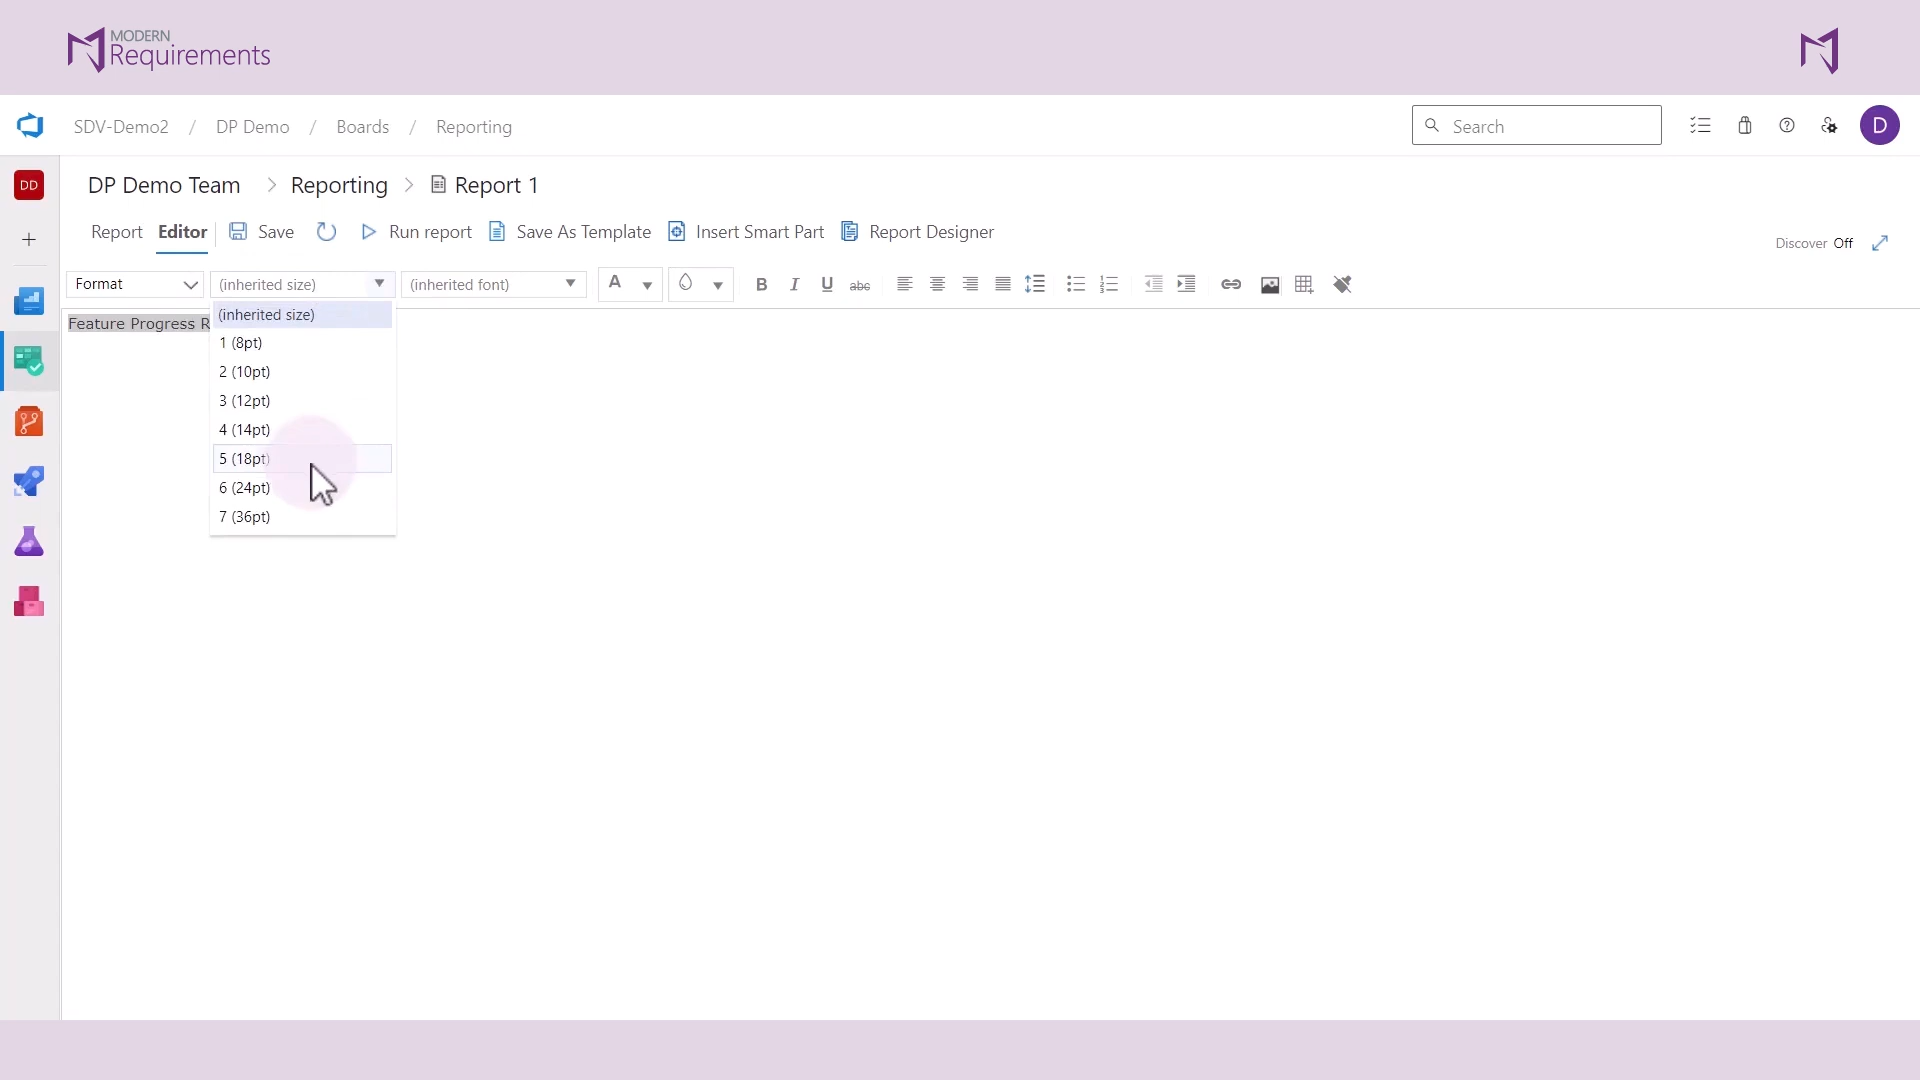 MODERN
Requirements
SDV-Demo2 / DP Demo / Boards / Reporting
Search
D
DD
DP Demo Team > Reporting > Report 1
Report Editor Save Run report Save As Template Insert Smart Part Report Designer
Discover Off
Format (inherited size) (inherited font) A B I U abc
Feature Progress R
(inherited size)
1 (8pt)
2 (10pt)
3 (12pt)
4 (14pt)
5 (18pt)
6 (24pt)
7 (36pt)